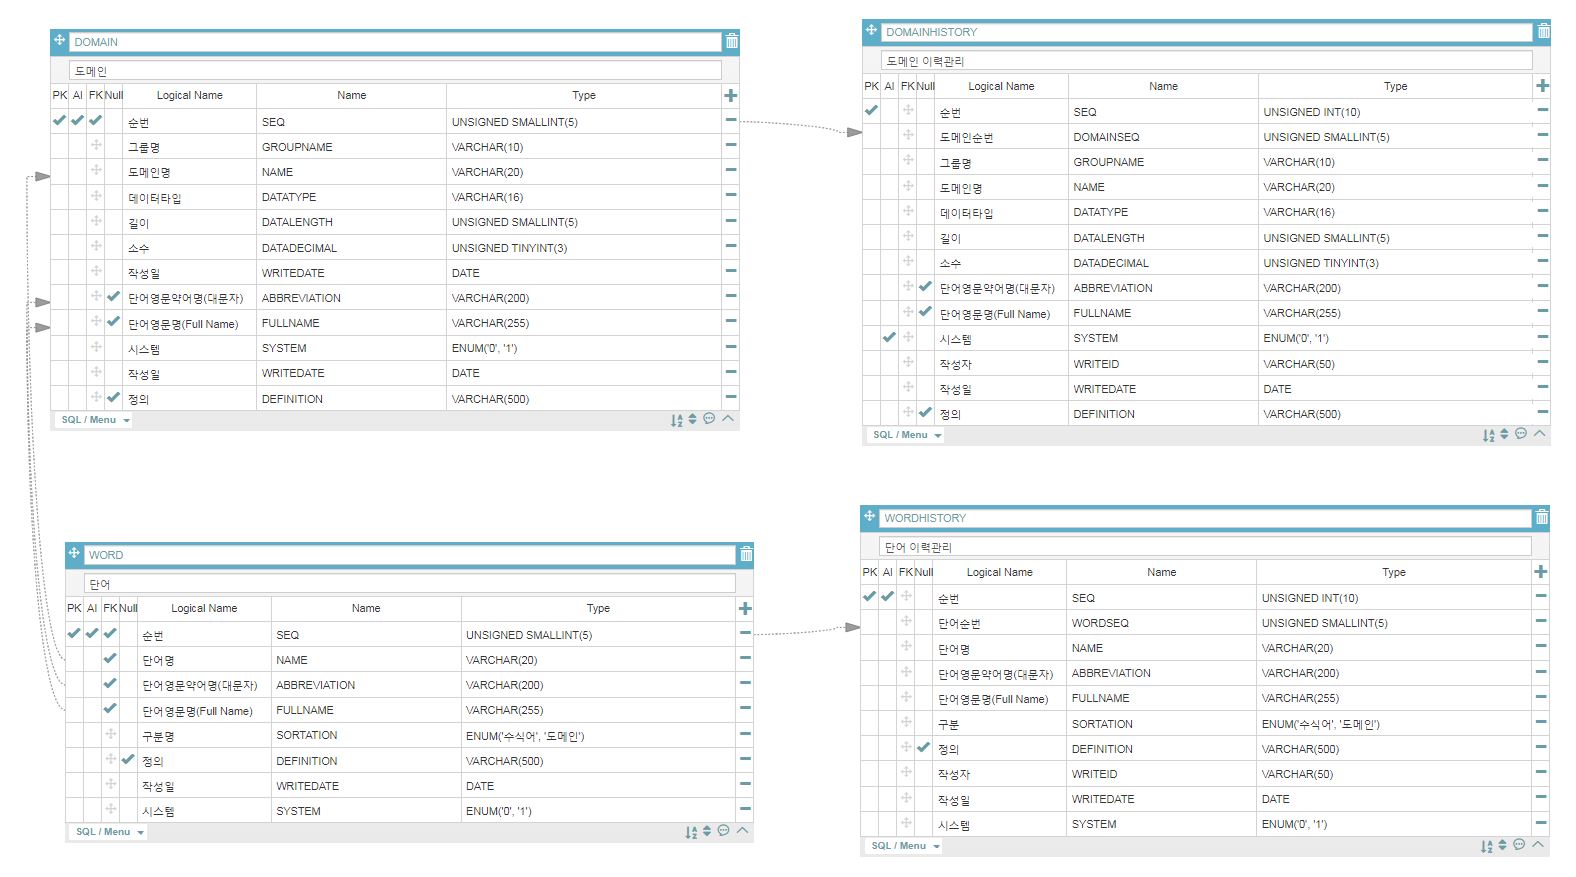 DOMAIN
도메인
PK AI FK Null Logical Name Name Type
순번 SEQ UNSIGNED SMALLINT(5)
그룹명 GROUPNAME VARCHAR(10)
도메인명 NAME VARCHAR(20)
데이터타입 DATATYPE VARCHAR(16)
길이 DATALENGTH UNSIGNED SMALLINT(5)
소수 DATADECIMAL UNSIGNED TINYINT(3)
작성일 WRITEDATE DATE
단어영문약어명(대문자) ABBREVIATION VARCHAR(200)
단어영문명(Full Name) FULLNAME VARCHAR(255)
시스템 SYSTEM ENUM('0', '1')
작성일 WRITEDATE DATE
정의 DEFINITION VARCHAR(500)
SQL / Menu
DOMAINHISTORY
도메인 이력관리
PK AI FK Null Logical Name Name Type
순번 SEQ UNSIGNED INT(10)
도메인순번 DOMAINSEQ UNSIGNED SMALLINT(5)
그룹명 GROUPNAME VARCHAR(10)
도메인명 NAME VARCHAR(20)
데이터타입 DATATYPE VARCHAR(16)
길이 DATALENGTH UNSIGNED SMALLINT(5)
소수 DATADECIMAL UNSIGNED TINYINT(3)
단어영문약어명(대문자) ABBREVIATION VARCHAR(200)
단어영문명(Full Name) FULLNAME VARCHAR(255)
시스템 SYSTEM ENUM('0', '1')
작성자 WRITEID VARCHAR(50)
작성일 WRITEDATE DATE
정의 DEFINITION VARCHAR(500)
SQL / Menu
WORD
단어
PK AI FK Null Logical Name Name Type
순번 SEQ UNSIGNED SMALLINT(5)
단어명 NAME VARCHAR(20)
단어영문약어명(대문자) ABBREVIATION VARCHAR(200)
단어영문명(Full Name) FULLNAME VARCHAR(255)
구분명 SORTATION ENUM('수식어', '도메인')
정의 DEFINITION VARCHAR(500)
작성일 WRITEDATE DATE
시스템 SYSTEM ENUM('0', '1')
SQL / Menu
WORDHISTORY
단어 이력관리
PK AI FK Null Logical Name Name Type
순번 SEQ UNSIGNED INT(10)
단어순번 WORDSEQ UNSIGNED SMALLINT(5)
단어명 NAME VARCHAR(20)
단어영문약어명(대문자) ABBREVIATION VARCHAR(200)
단어영문명(Full Name) FULLNAME VARCHAR(255)
구분 SORTATION ENUM('수식어', '도메인')
정의 DEFINITION VARCHAR(500)
작성자 WRITEID VARCHAR(50)
작성일 WRITEDATE DATE
시스템 SYSTEM ENUM('0', '1')
SQL / Menu